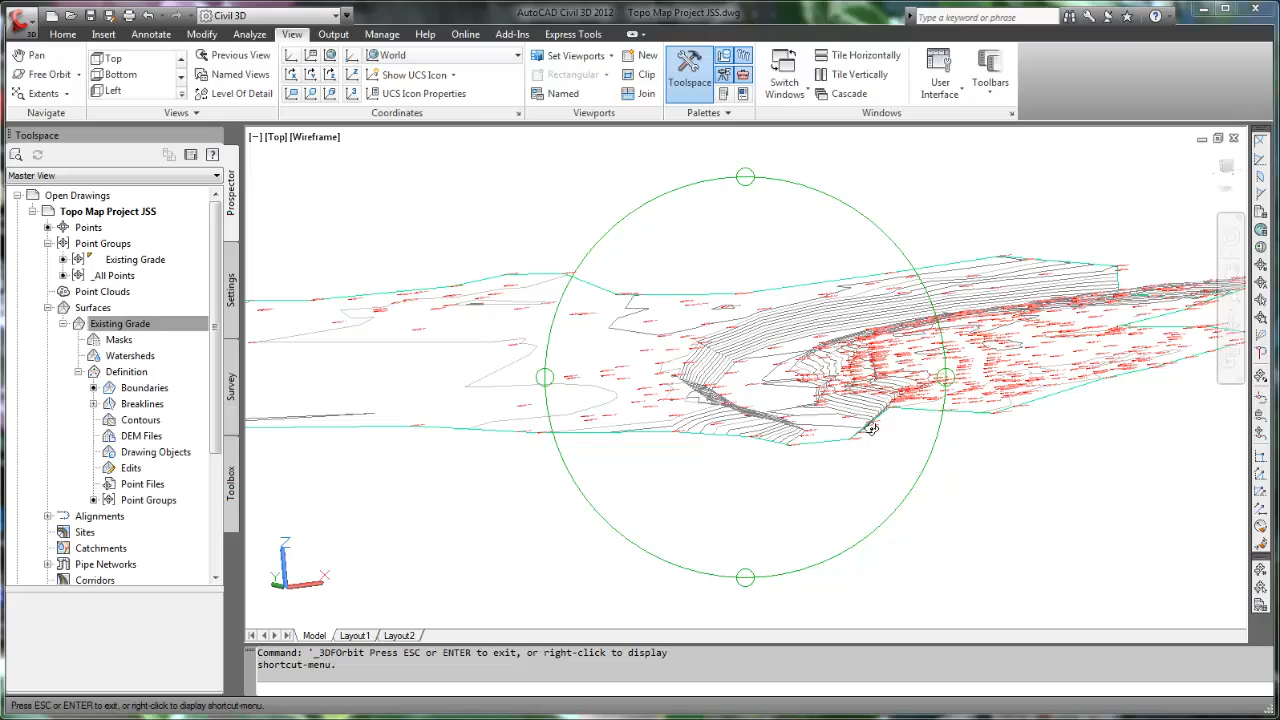 Civil 3D
AutoCAD Civil 3D 2012
Topo Map Project JSS.dwg
Type a keyword or phrase
3D
Home
Insert
Annotate
Modify
Analyze
View
Output
Manage
Help
Online
Add-Ins
Express Tools
Pan
Free Orbit
Extents
Navigate
Top
Bottom
Left
Previous View
Named Views
Level Of Detail
Views
World
Show UCS Icon
UCS Icon Properties
Coordinates
Set Viewports
Rectangular
Named
New
Clip
Join
Viewports
Toolspace
Palettes
Switch
Windows
Tile Horizontally
Tile Vertically
Cascade
User
Interface
Toolbars
Windows
Toolspace
Master View
Open Drawings
Topo Map Project JSS
Points
Point Groups
Existing Grade
_All Points
Point Clouds
Surfaces
Existing Grade
Masks
Watersheds
Definition
Boundaries
Breaklines
Contours
DEM Files
Drawing Objects
Edits
Point Files
Point Groups
Alignments
Sites
Catchments
Pipe Networks
Corridors
Prospector
Settings
Survey
Toolbox
[−] [Top] [Wireframe]
Z
Y
X
Model
Layout1
Layout2
Command: '_3DFOrbit Press ESC or ENTER to exit, or right-click to display
shortcut-menu.
Press ESC or ENTER to exit, or right-click to display shortcut-menu.